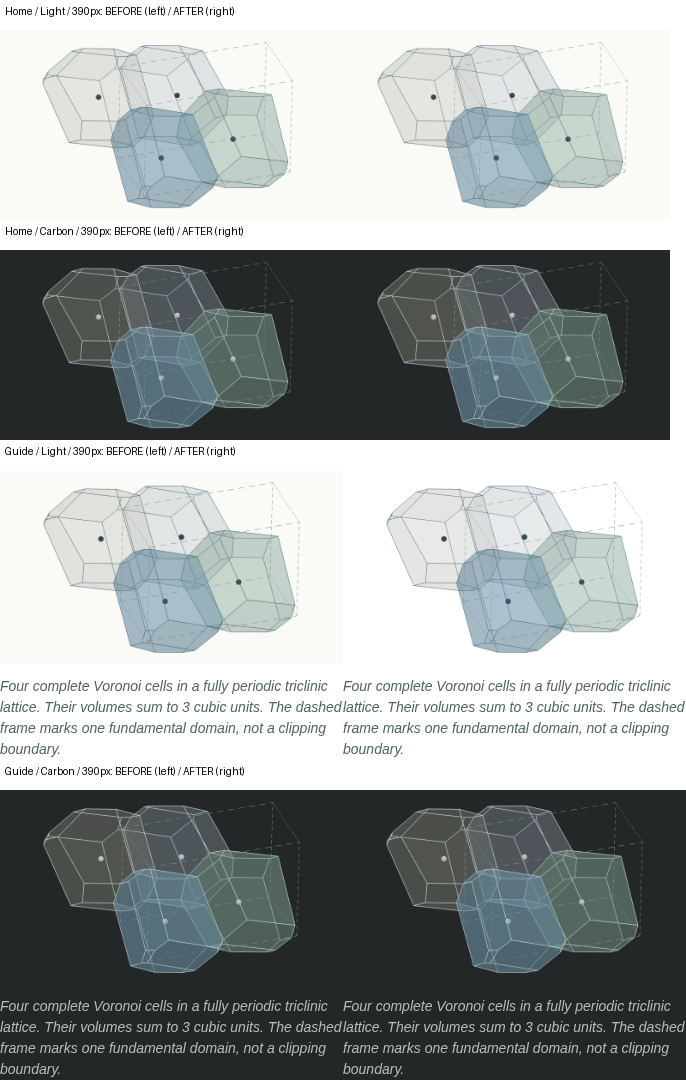 Home / Light / 390px: BEFORE (left) / AFTER (right)
Home / Carbon / 390px: BEFORE (left) / AFTER (right)
Guide / Light / 390px: BEFORE (left) / AFTER (right)
Four complete Voronoi cells in a fully periodic triclinic
lattice. Their volumes sum to 3 cubic units. The dashed
frame marks one fundamental domain, not a clipping
boundary.
Four complete Voronoi cells in a fully periodic triclinic
lattice. Their volumes sum to 3 cubic units. The dashed
frame marks one fundamental domain, not a clipping
boundary.
Guide / Carbon / 390px: BEFORE (left) / AFTER (right)
Four complete Voronoi cells in a fully periodic triclinic
lattice. Their volumes sum to 3 cubic units. The dashed
frame marks one fundamental domain, not a clipping
boundary.
Four complete Voronoi cells in a fully periodic triclinic
lattice. Their volumes sum to 3 cubic units. The dashed
frame marks one fundamental domain, not a clipping
boundary.